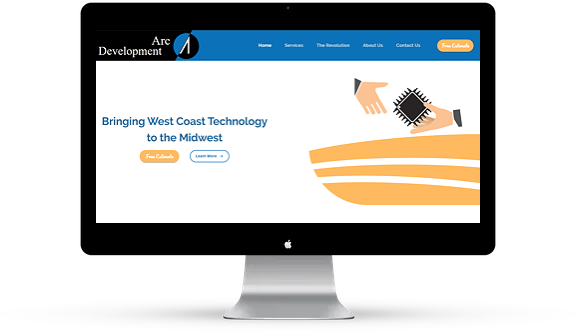 Arc
Development
Home Services The Revolution About Us Contact Us Free Estimate
Bringing West Coast Technology
to the Midwest
Free Estimate Learn More